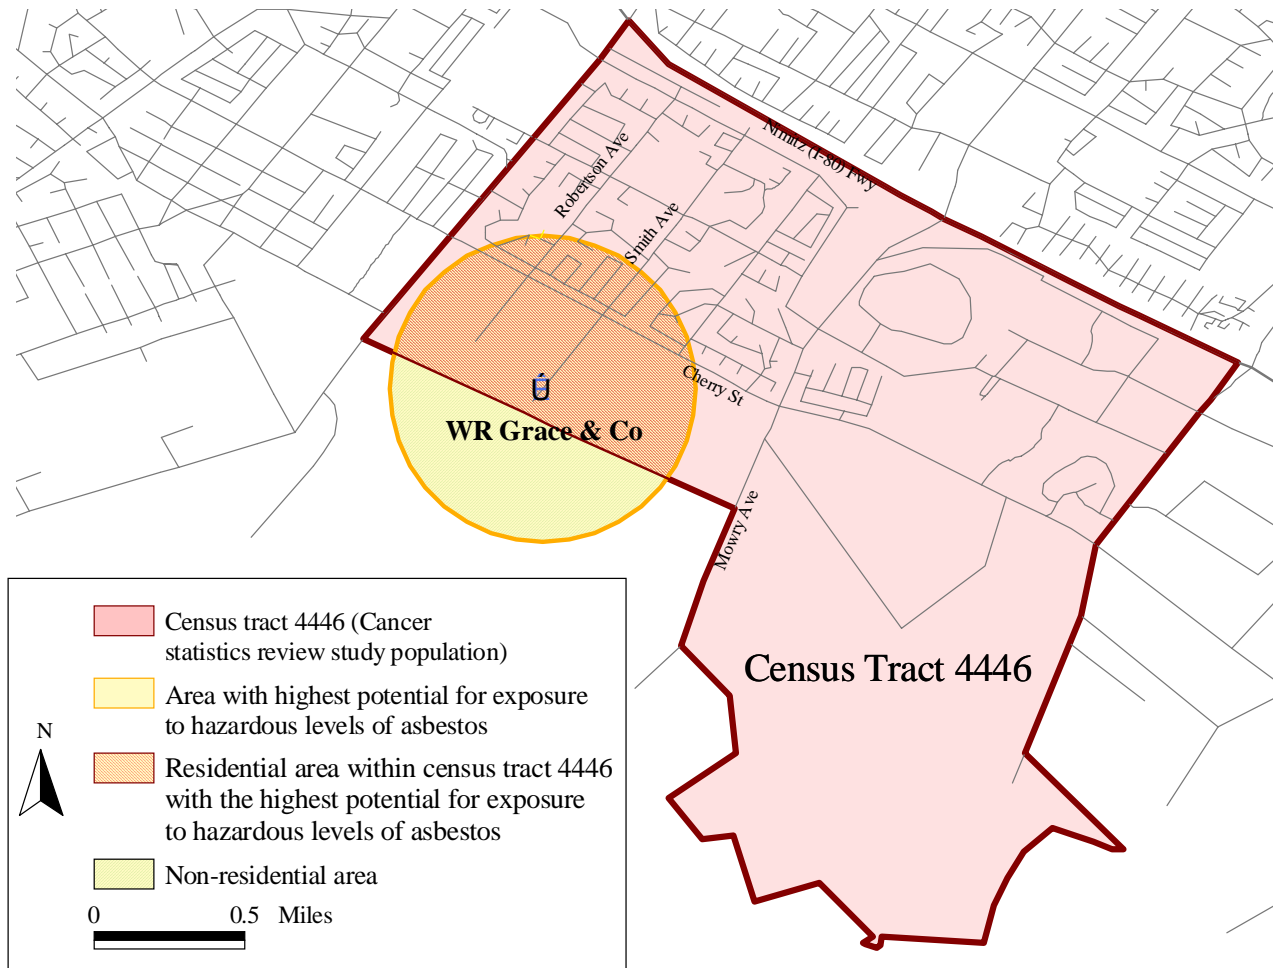 Nimitz (I-80) Fwy
Robertson Ave
Smith Ave
Cherry St
WR Grace & Co
Mowry Ave
Census Tract 4446
Census tract 4446 (Cancer
statistics review study population)
Area with highest potential for exposure
to hazardous levels of asbestos
N
Residential area within census tract 4446
with the highest potential for exposure
to hazardous levels of asbestos
Non-residential area
0 0.5 Miles